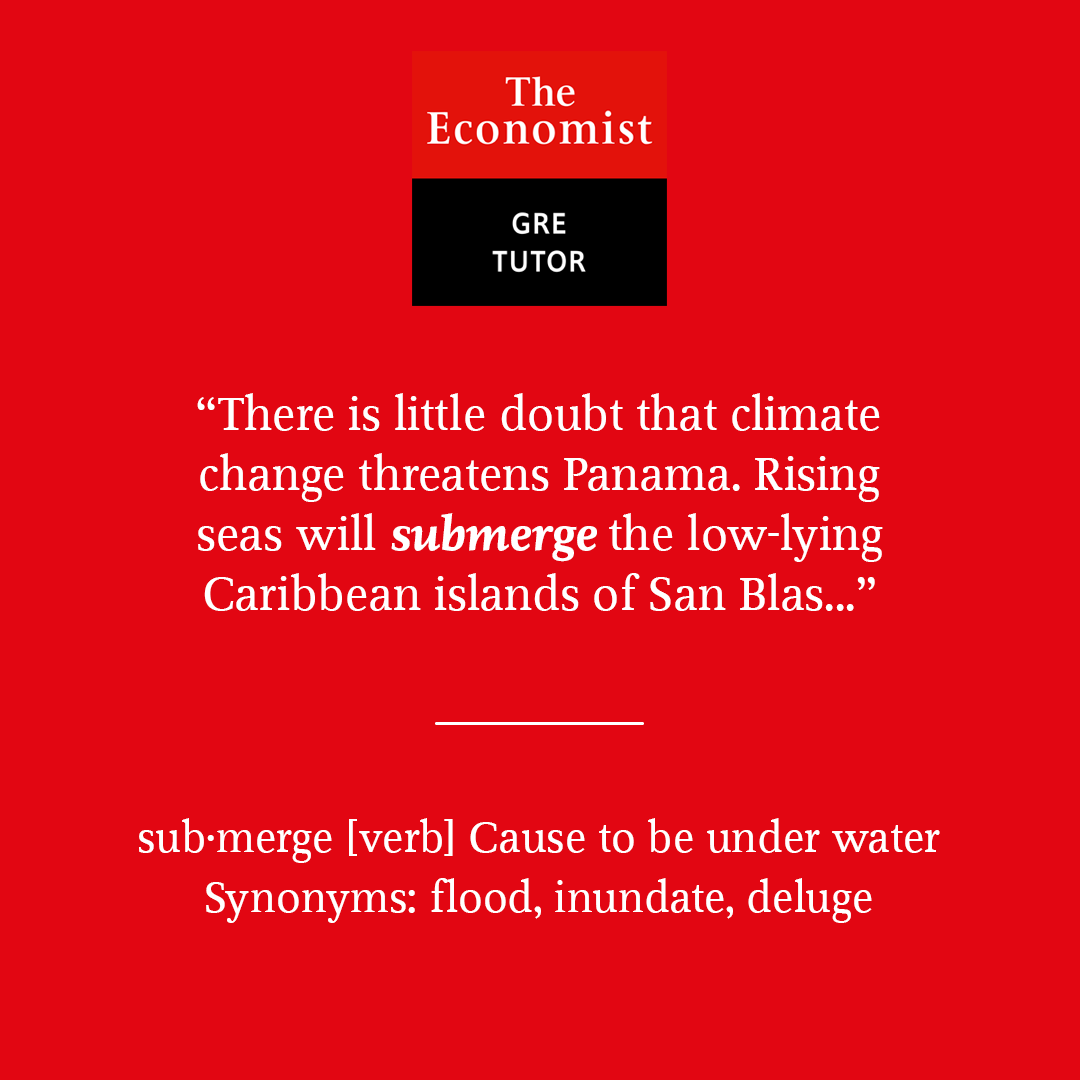 The
Economist
GRE
TUTOR
“There is little doubt that climate
change threatens Panama. Rising
seas will submerge the low-lying
Caribbean islands of San Blas...”
sub·merge [verb] Cause to be under water
Synonyms: flood, inundate, deluge